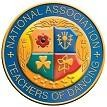 NATIONAL ASSOCIATION
TEACHERS OF DANCING